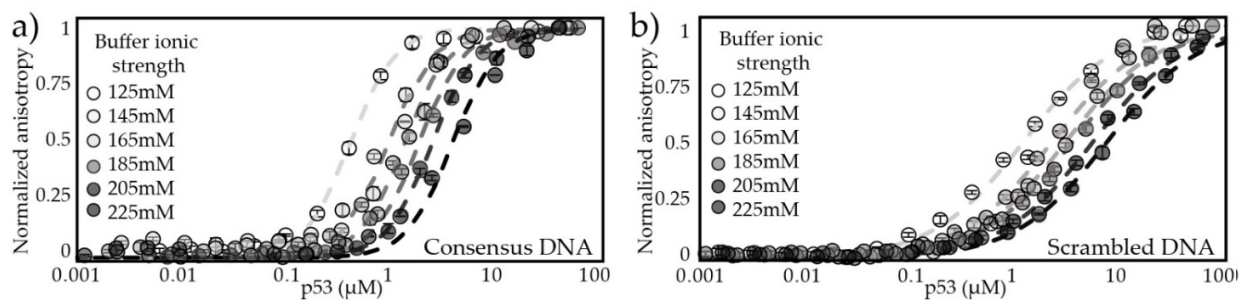 a)
Normalized anisotropy
1
0.75
0.5
0.25
0
Buffer ionic
strength
125mM
145mM
165mM
185mM
205mM
225mM
Consensus DNA
0.001
0.01
0.1
1
10
100
p53 (µM)
b)
Normalized anisotropy
1
0.75
0.5
0.25
0
Buffer ionic
strength
125mM
145mM
165mM
185mM
205mM
225mM
Scrambled DNA
0.001
0.01
0.1
1
10
100
p53 (µM)